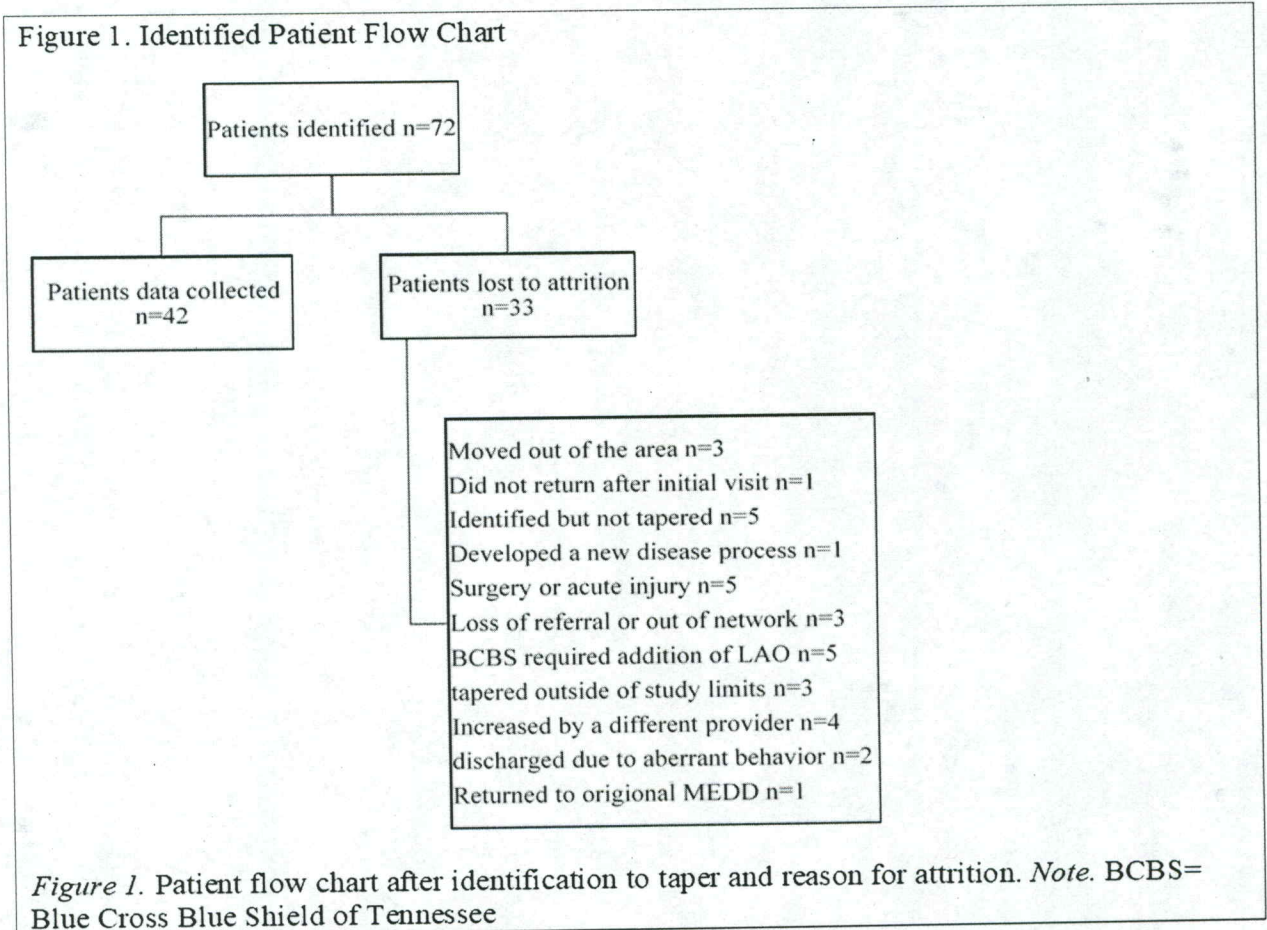 Figure 1. Identified Patient Flow Chart
Patients identified n=72
Patients data collected
n=42
Patients lost to attrition
n=33
Moved out of the area n=3
Did not return after initial visit n=1
Identified but not tapered n=5
Developed a new disease process n=1
Surgery or acute injury n=5
Loss of referral or out of network n=3
BCBS required addition of LAO n=5
tapered outside of study limits n=3
Increased by a different provider n=4
discharged due to aberrant behavior n=2
Returned to origional MEDD n=1
Figure 1. Patient flow chart after identification to taper and reason for attrition. Note. BCBS=
Blue Cross Blue Shield of Tennessee